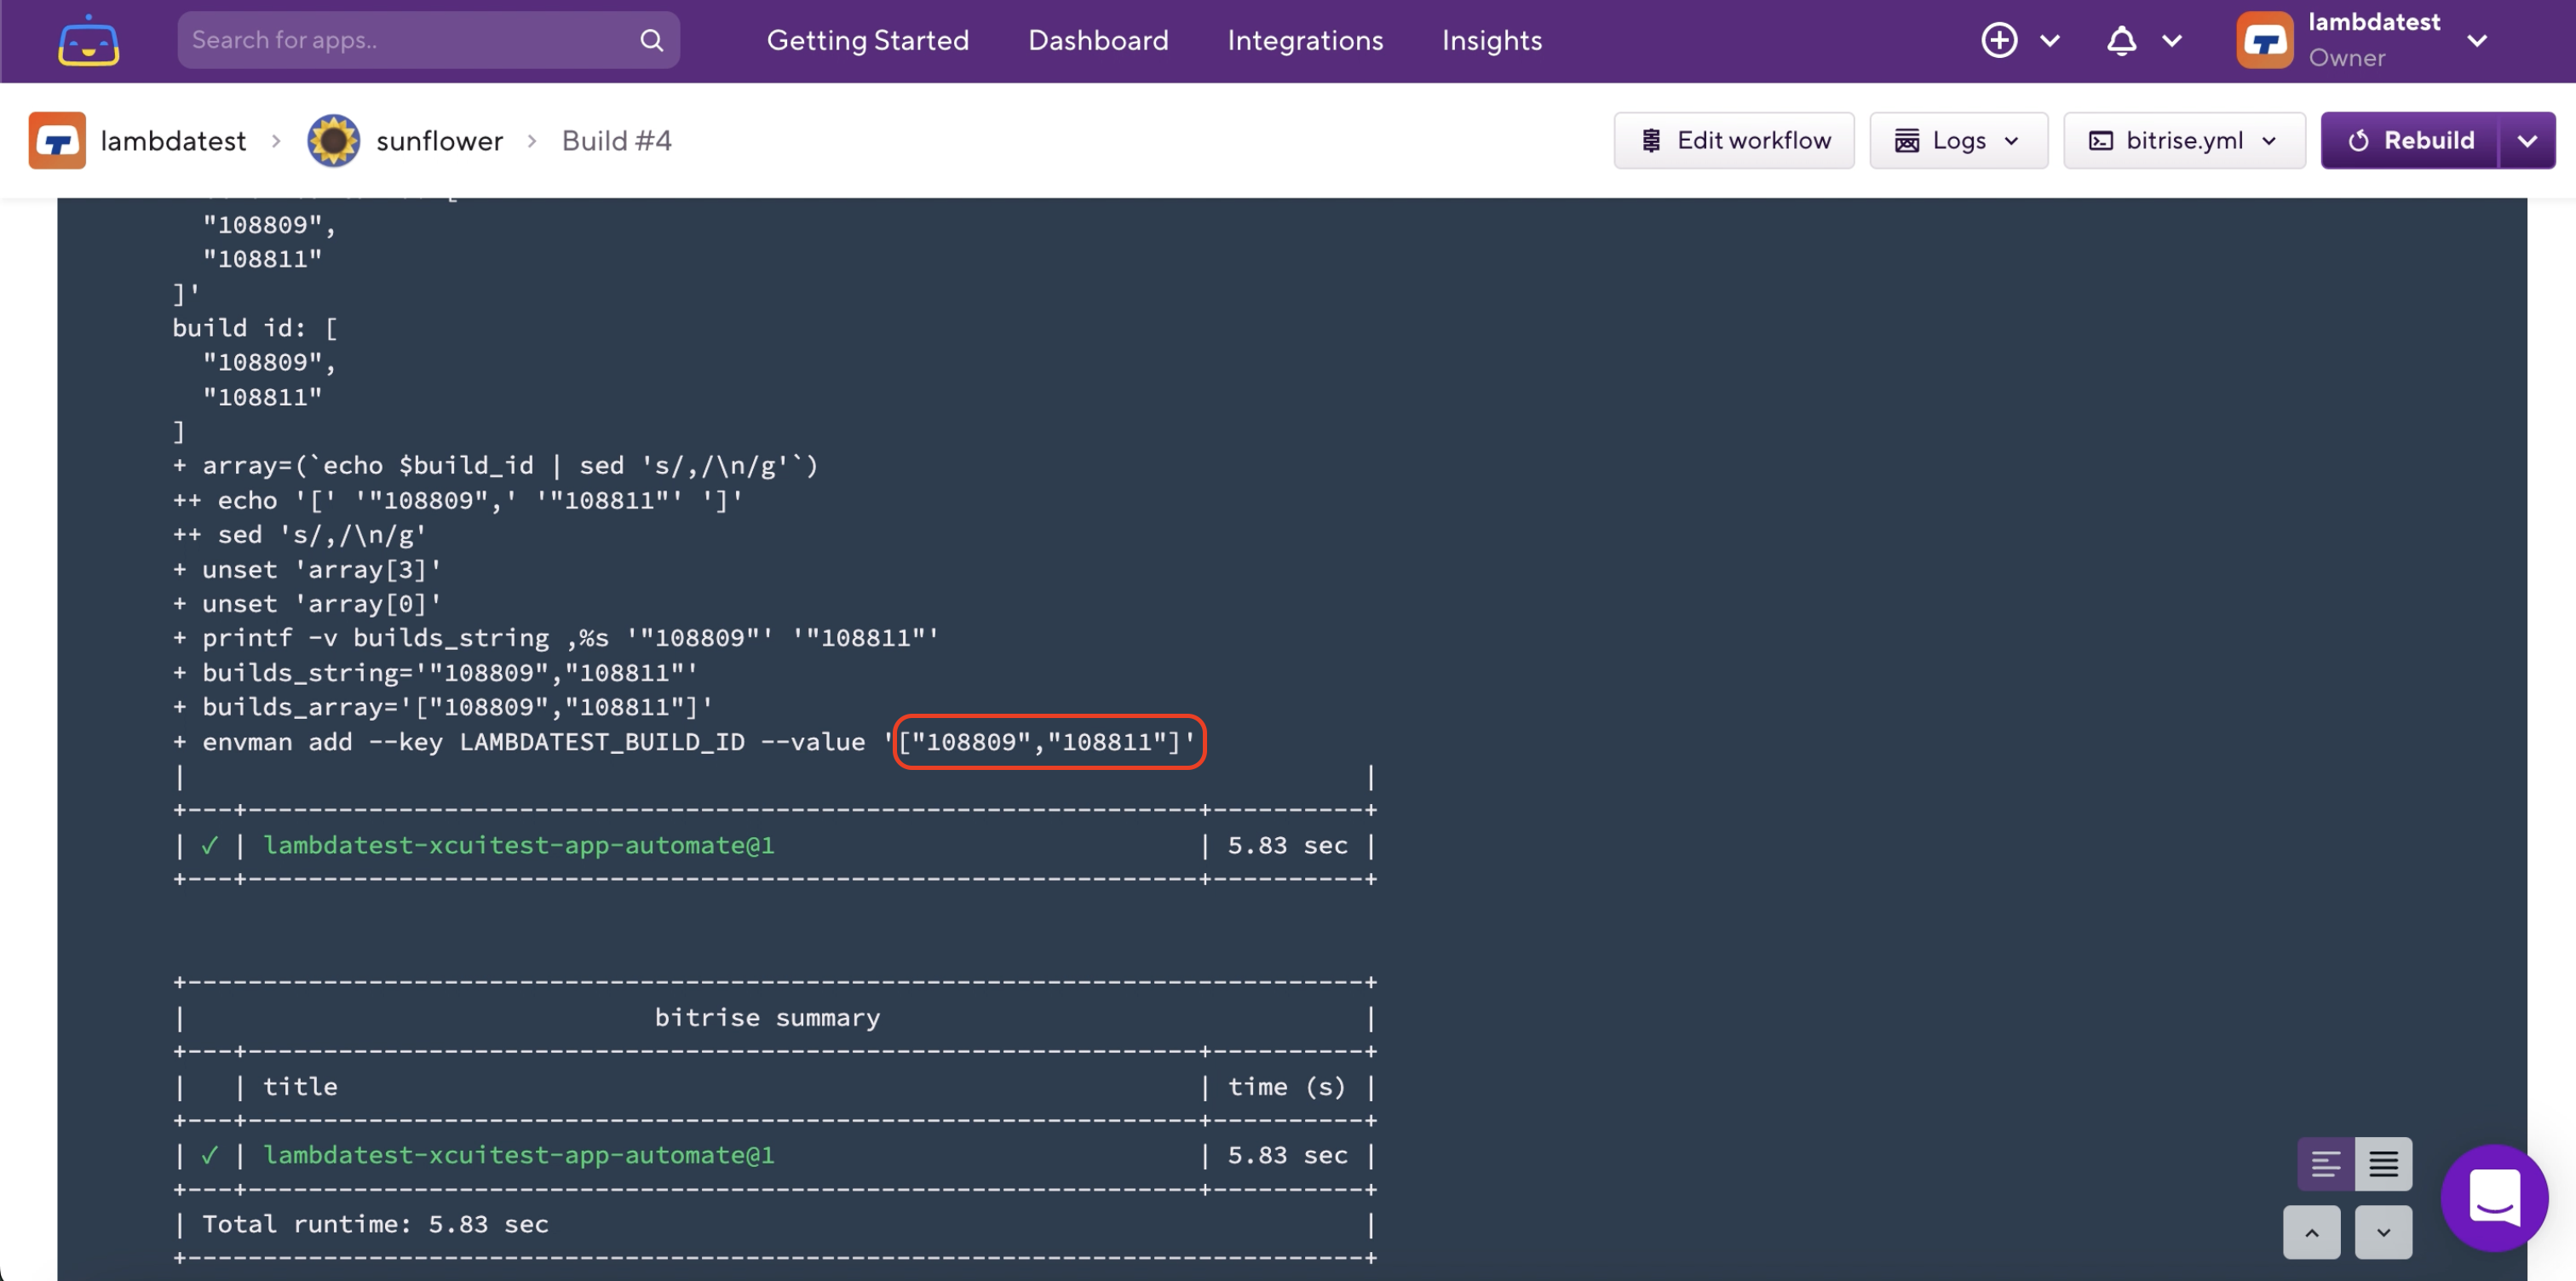 Search for apps..
Getting Started
Dashboard
Integrations
Insights
lambdatest
Owner
lambdatest > sunflower > Build #4
Edit workflow
Logs
bitrise.yml
Rebuild
"108809",
"108811"
]'
build id: [
"108809",
"108811"
]
+ array=(`echo $build_id | sed 's/,/\n/g'`)
++ echo '[' '"108809",' '"108811"' ']'
++ sed 's/,/\n/g'
+ unset 'array[3]'
+ unset 'array[0]'
+ printf -v builds_string ,%s '"108809"' '"108811"'
+ builds_string='"108809","108811"'
+ builds_array='["108809","108811"]'
+ envman add --key LAMBDATEST_BUILD_ID --value '["108809","108811"]'
| |
+---+---------------------------------------------------------------+----------+
| ✓ | lambdatest-xcuitest-app-automate@1 | 5.83 sec |
+---+---------------------------------------------------------------+----------+
+------------------------------------------------------------------------------+
| bitrise summary |
+---+---------------------------------------------------------------+----------+
| | title | time (s) |
+---+---------------------------------------------------------------+----------+
| ✓ | lambdatest-xcuitest-app-automate@1 | 5.83 sec |
+---+---------------------------------------------------------------+----------+
| Total runtime: 5.83 sec |
+------------------------------------------------------------------------------+